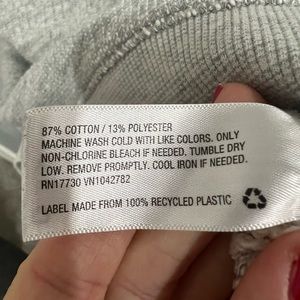 87% COTTON / 13% POLYESTER
MACHINE WASH COLD WITH LIKE COLORS. ONLY
NON-CHLORINE BLEACH IF NEEDED. TUMBLE DRY
LOW. REMOVE PROMPTLY. COOL IRON IF NEEDED.
RN17730 VN1042782
LABEL MADE FROM 100% RECYCLED PLASTIC